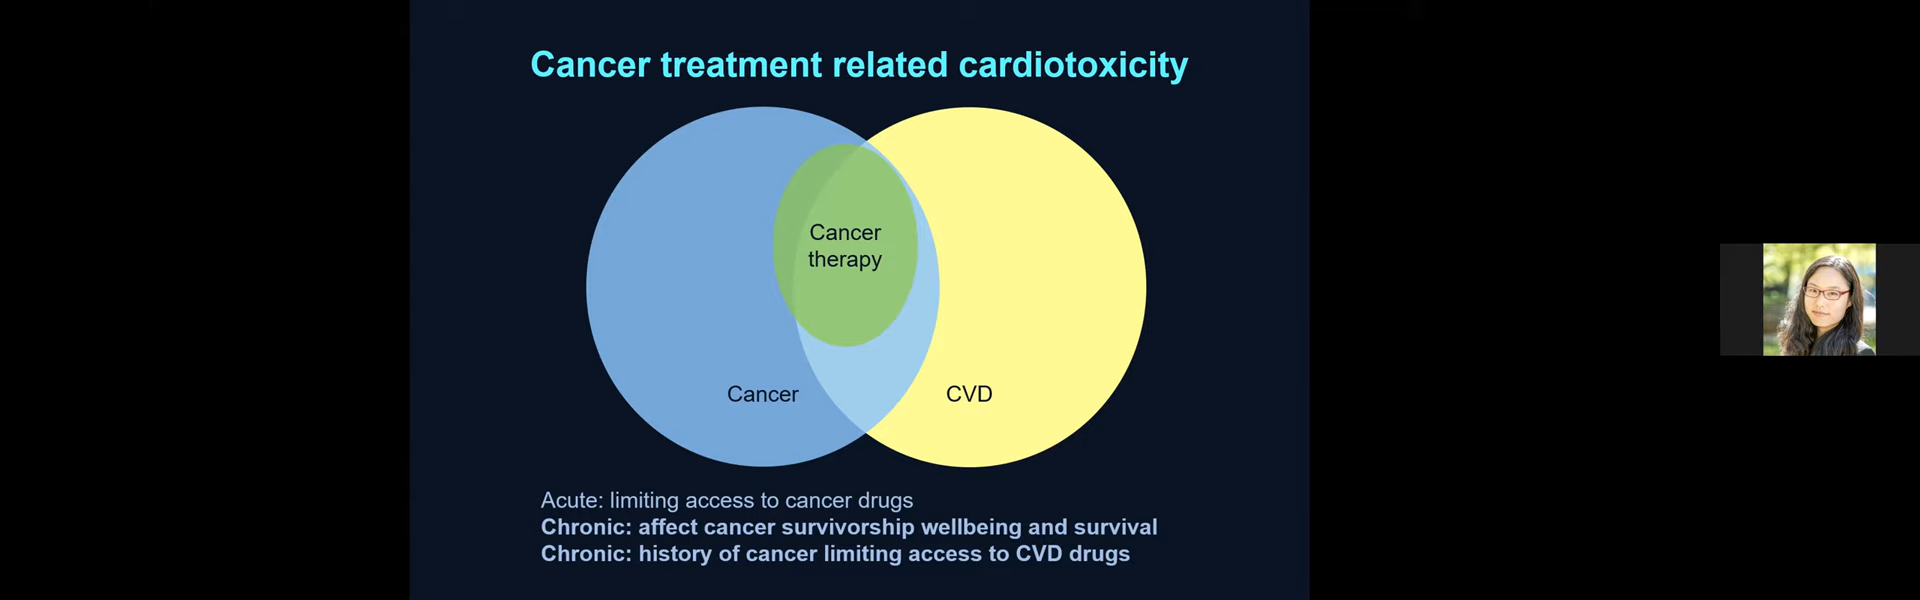 Cancer treatment related cardiotoxicity
Cancer
therapy
Cancer
CVD
Acute: limiting access to cancer drugs
Chronic: affect cancer survivorship wellbeing and survival
Chronic: history of cancer limiting access to CVD drugs